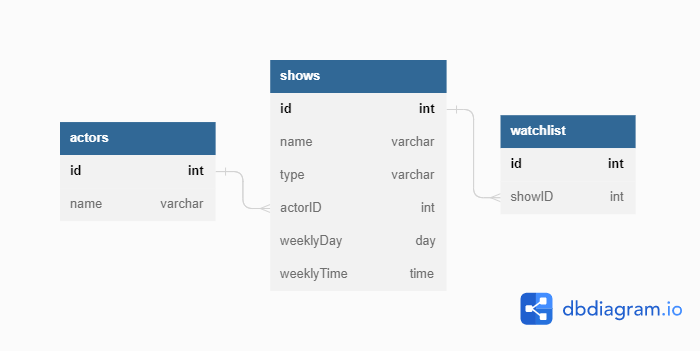 actors
id int
name varchar
shows
id int
name varchar
type varchar
actorID int
weeklyDay day
weeklyTime time
watchlist
id int
showID int
dbdiagram.io